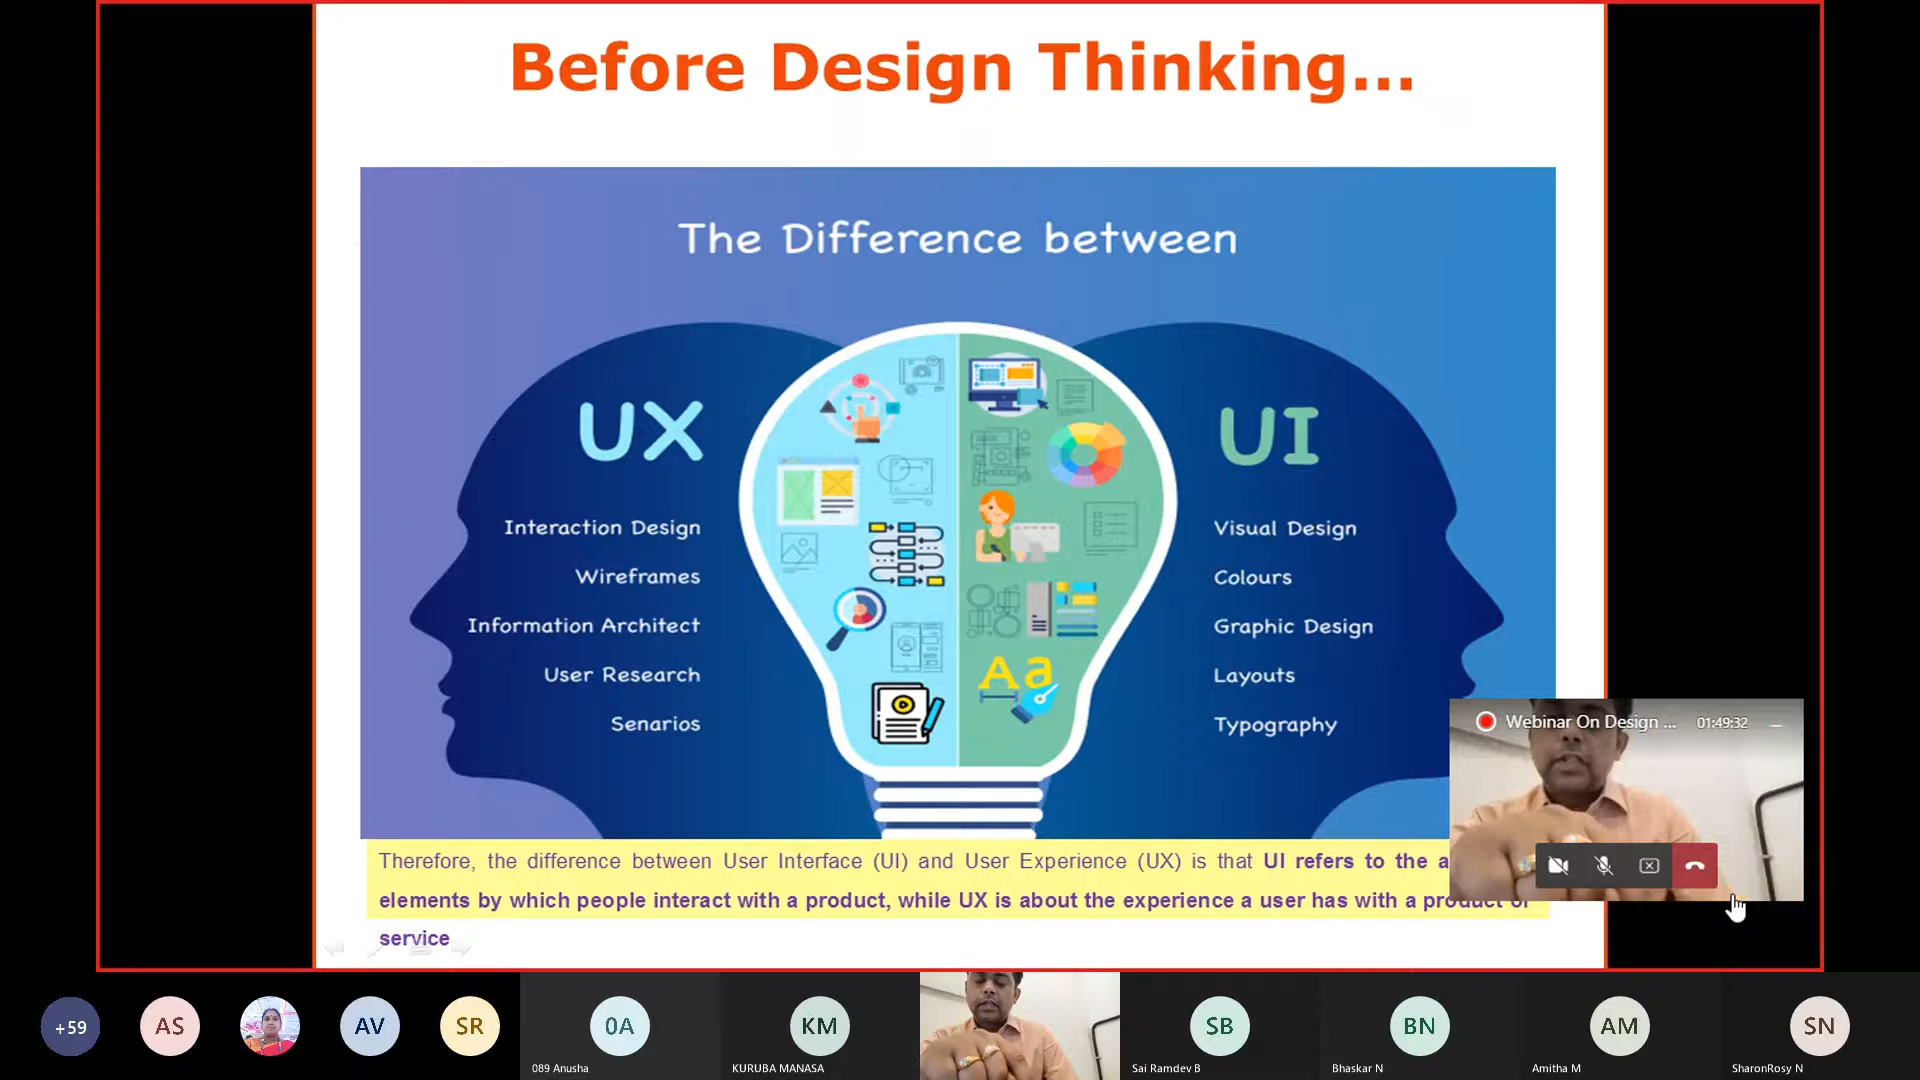 Before Design Thinking...
The Difference between
UX
UI
Interaction Design
Wireframes
Information Architect
User Research
Senarios
Visual Design
Colours
Graphic Design
Layouts
Typography
Aa
Webinar On Design ...
01:49:32
Therefore, the difference between User Interface (UI) and User Experience (UX) is that UI refers to the
elements by which people interact with a product, while UX is about the experience a user has with a product or
service
+59
AS
AV
SR
0A
KM
SB
BN
AM
SN
089 Anusha
KURUBA MANASA
Sai Ramdev B
Bhaskar N
Amitha M
SharonRosy N